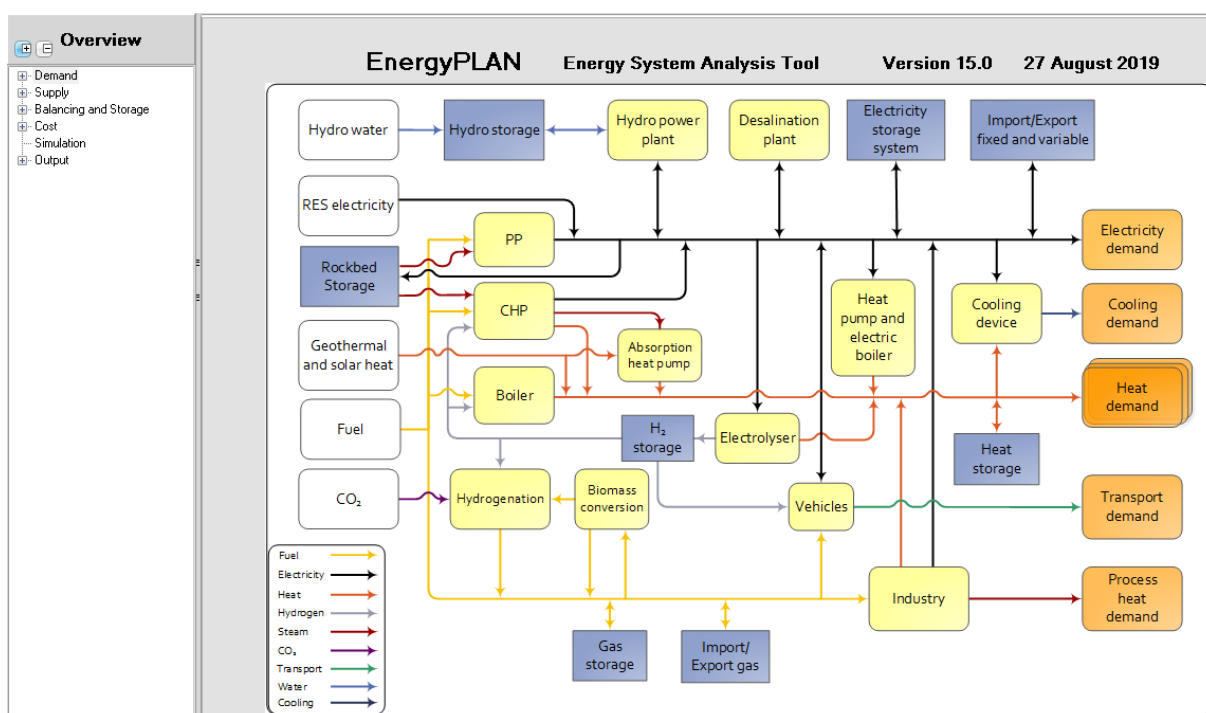 Overview
Demand
Supply
Balancing and Storage
Cost
Simulation
Output
EnergyPLAN Energy System Analysis Tool Version 15.0 27 August 2019
Hydro water
Hydro storage
Hydro power
plant
Desalination
plant
Electricity
storage
system
Import/Export
fixed and variable
RES electricity
PP
Electricity
demand
Rockbed
Storage
CHP
Heat
pump and
electric
boiler
Cooling
device
Cooling
demand
Geothermal
and solar heat
Absorption
heat pump
Boiler
Heat
demand
Fuel
H₂
storage
Electrolyser
Heat
storage
CO₂
Hydrogenation
Biomass
conversion
Vehicles
Transport
demand
Fuel
Electricity
Heat
Hydrogen
Steam
CO₂
Transport
Water
Cooling
Industry
Process
heat
demand
Gas
storage
Import/
Export gas